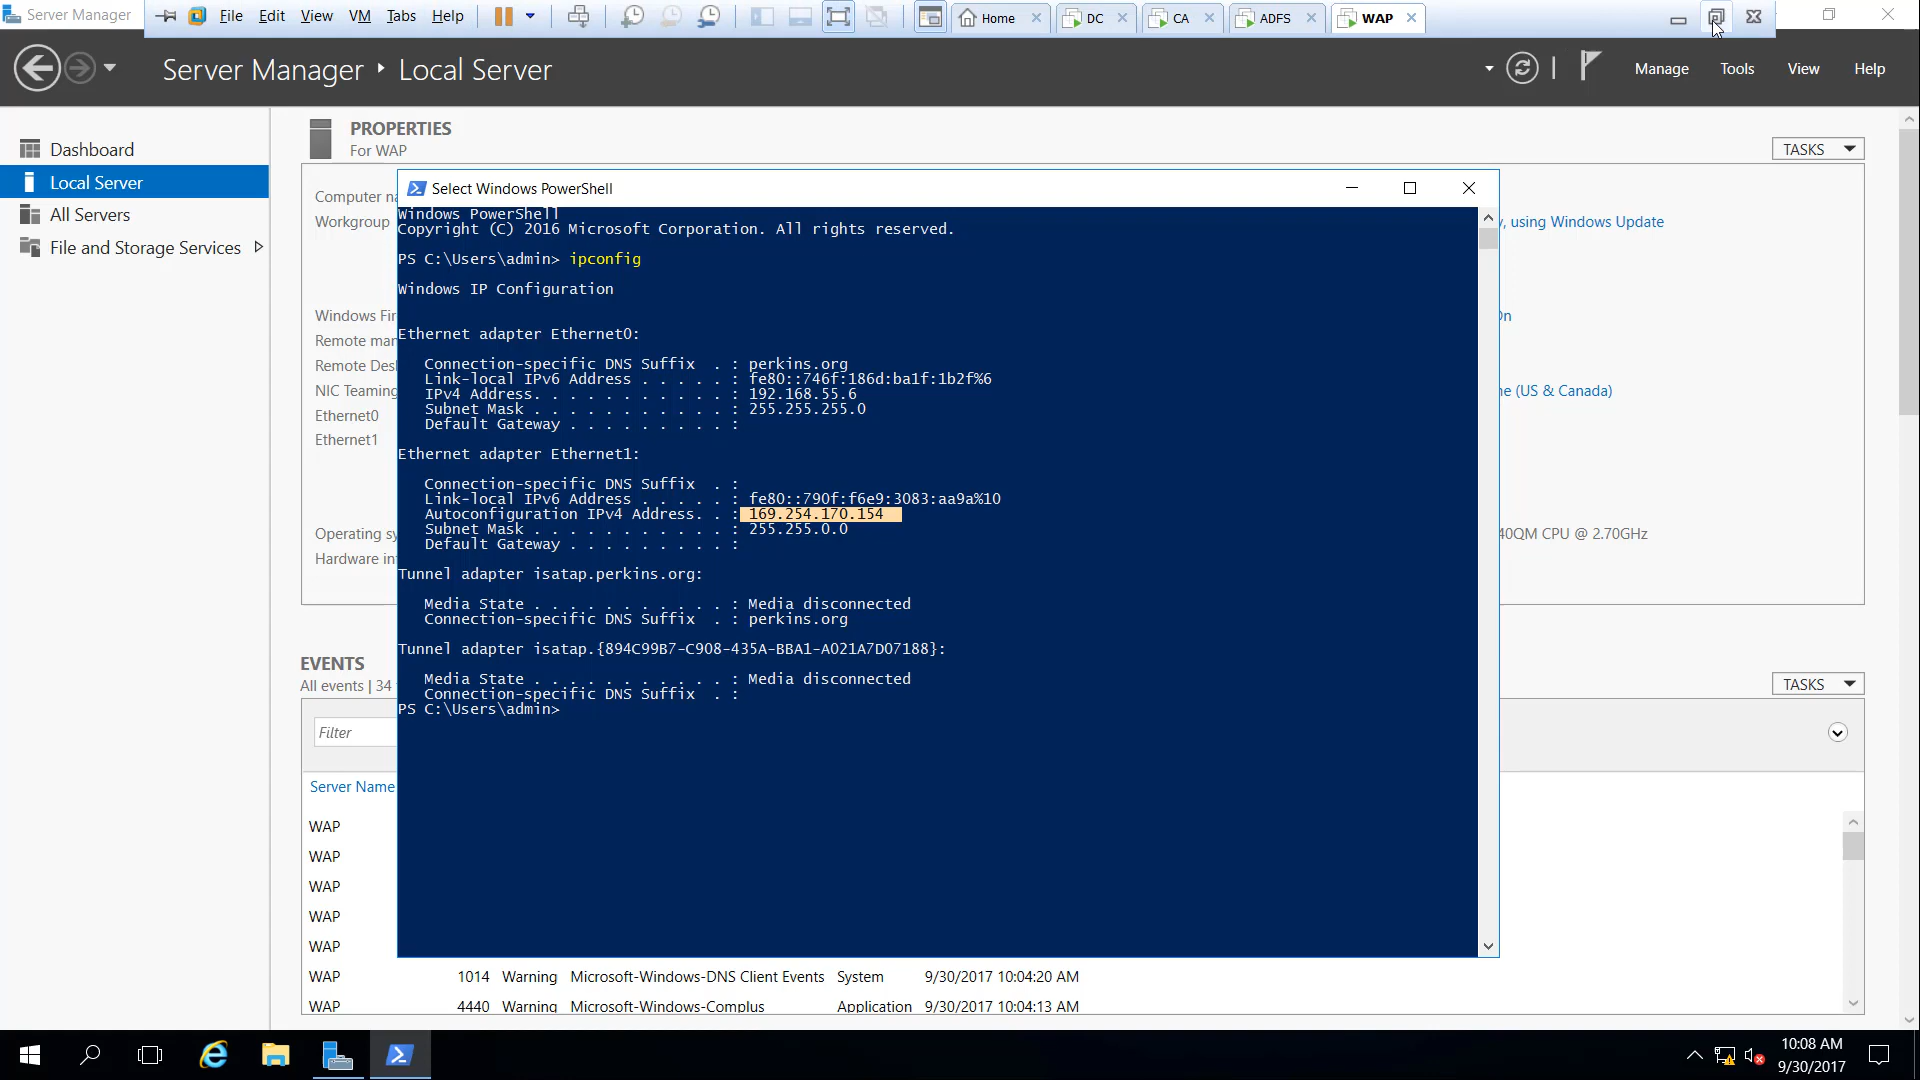 Server Manager
File Edit View VM Tabs Help
Home DC CA ADFS WAP
Server Manager ‣ Local Server
Manage Tools View Help
Dashboard
Local Server
All Servers
File and Storage Services
PROPERTIES
For WAP
TASKS
Computer na
Workgroup
y, using Windows Update
Windows Fir
On
Remote man
Remote Desk
NIC Teaming
ne (US & Canada)
Ethernet0
Ethernet1
Operating sy
40QM CPU @ 2.70GHz
Hardware in
Select Windows PowerShell
Windows PowerShell
Copyright (C) 2016 Microsoft Corporation. All rights reserved.
PS C:\Users\admin> ipconfig
Windows IP Configuration
Ethernet adapter Ethernet0:
Connection-specific DNS Suffix . : perkins.org
Link-local IPv6 Address . . . . . : fe80::746f:186d:ba1f:1b2f%6
IPv4 Address. . . . . . . . . . . : 192.168.55.6
Subnet Mask . . . . . . . . . . . : 255.255.255.0
Default Gateway . . . . . . . . . :
Ethernet adapter Ethernet1:
Connection-specific DNS Suffix . :
Link-local IPv6 Address . . . . . : fe80::790f:f6e9:3083:aa9a%10
Autoconfiguration IPv4 Address. . : 169.254.170.154
Subnet Mask . . . . . . . . . . . : 255.255.0.0
Default Gateway . . . . . . . . . :
Tunnel adapter isatap.perkins.org:
Media State . . . . . . . . . . . : Media disconnected
Connection-specific DNS Suffix . : perkins.org
Tunnel adapter isatap.{894C99B7-C908-435A-BBA1-A021A7D07188}:
Media State . . . . . . . . . . . : Media disconnected
Connection-specific DNS Suffix . :
PS C:\Users\admin>
EVENTS
All events | 34
TASKS
Filter
Server Name
WAP
WAP
WAP
WAP
WAP
WAP 1014 Warning Microsoft-Windows-DNS Client Events System 9/30/2017 10:04:20 AM
WAP 4440 Warning Microsoft-Windows-Complus Application 9/30/2017 10:04:13 AM
10:08 AM
9/30/2017